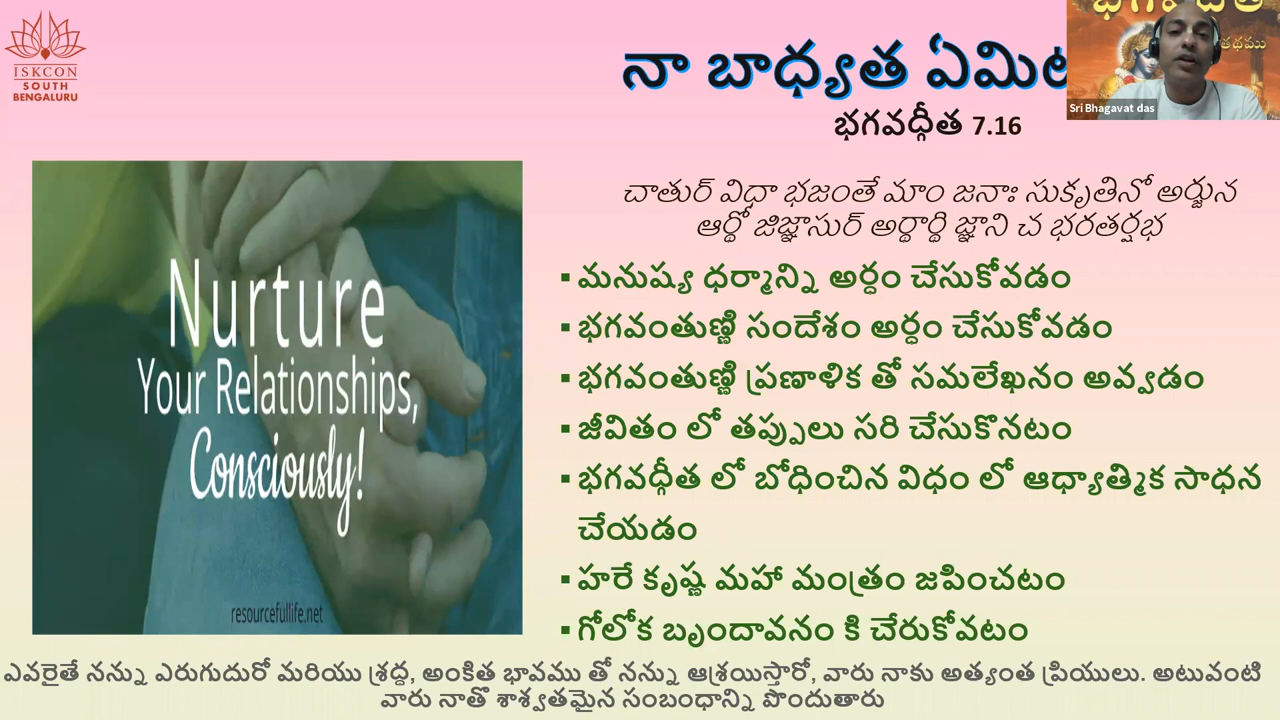 ISKCON
SOUTH
BENGALURU
నా బాధ్యత
భగవద్గీత 7.16
Sri Bhagavat das
చాతుర్ విధా భజంతే మాం జనాః సుకృతినో అర్జున
ఆర్థో జిజ్ఞాసుర్ అర్థార్థి జ్ఞాని చ భరతర్షభ
Nurture
Your Relationships,
Consciously!
resourcefullife.net
▪ మనుష్య ధర్మాన్ని అర్ధం చేసుకోవడం
▪ భగవంతుణ్ణి సందేశం అర్ధం చేసుకోవడం
▪ భగవంతుణ్ణి ప్రణాళిక తో సమలేఖనం అవ్వడం
▪ జీవితం లో తప్పులు సరి చేసుకొనటం
▪ భగవద్గీత లో బోధించిన విధం లో ఆధ్యాత్మిక సాధన
చేయడం
▪ హరే కృష్ణ మహా మంత్రం జపించటం
▪ గోలోక బృందావనం కి చేరుకోవటం
ఎవరైతే నన్ను ఎరుగుదురో మరియు శ్రద్ధ, అంకిత భావము తో నన్ను ఆశ్రయిస్తారో, వారు నాకు అత్యంత ప్రియులు. అటువంటి
వారు నాతొ శాశ్వతమైన సంబంధాన్ని పొందుతారు